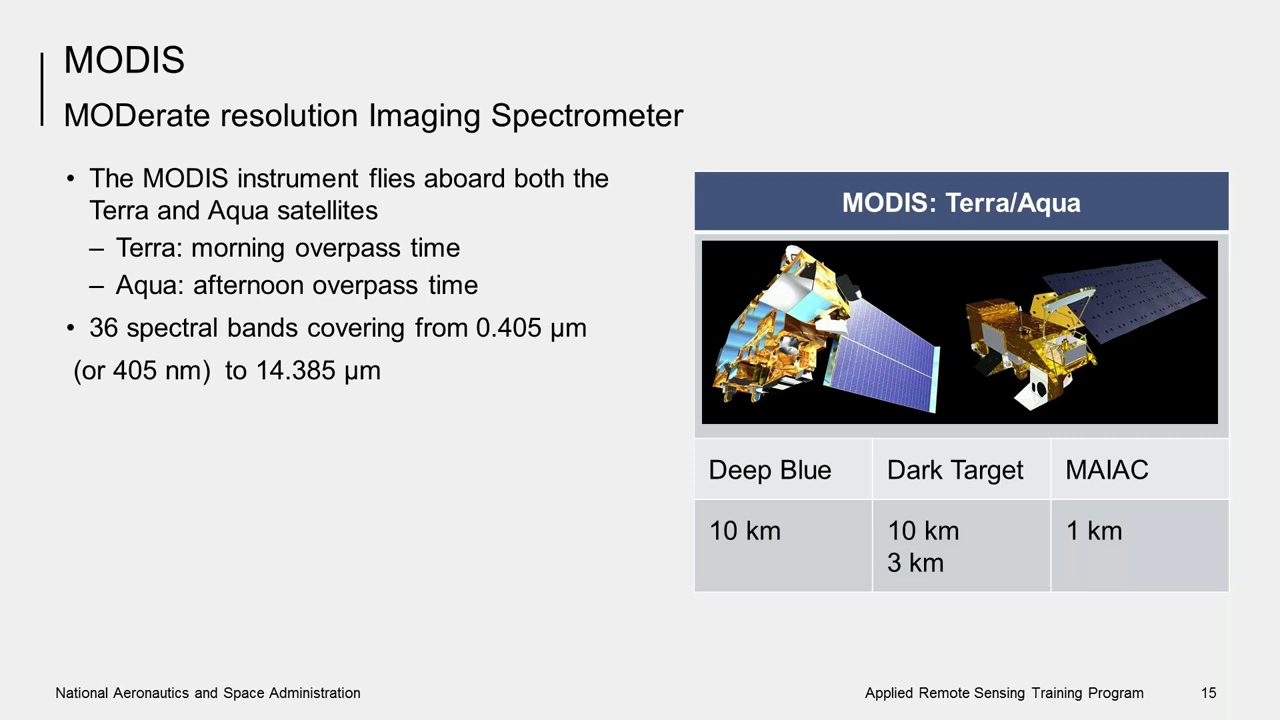 MODIS
MODerate resolution Imaging Spectrometer
• The MODIS instrument flies aboard both the
Terra and Aqua satellites
– Terra: morning overpass time
– Aqua: afternoon overpass time
• 36 spectral bands covering from 0.405 µm
(or 405 nm)  to 14.385 µm
MODIS: Terra/Aqua
Deep Blue Dark Target MAIAC
10 km 10 km 1 km
3 km
National Aeronautics and Space Administration Applied Remote Sensing Training Program 15